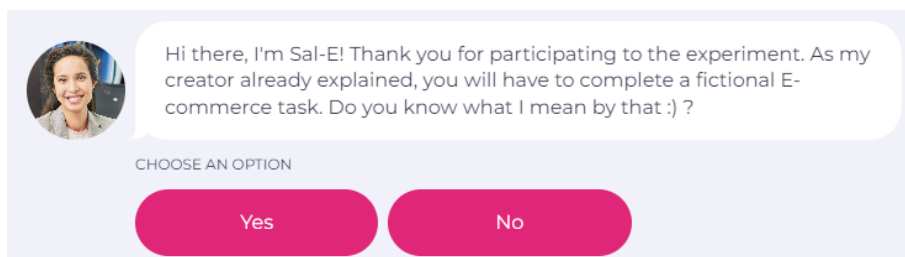 Hi there, I'm Sal-E! Thank you for participating to the experiment. As my
creator already explained, you will have to complete a fictional E-
commerce task. Do you know what I mean by that :) ?
CHOOSE AN OPTION
Yes No